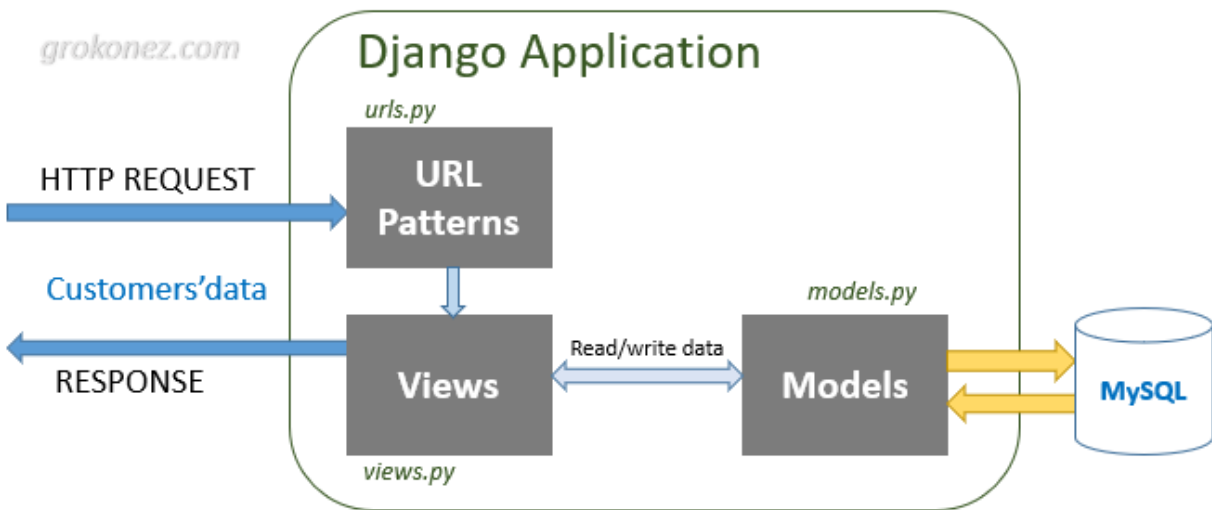 grokonez.com
Django Application
urls.py
URL
Patterns
HTTP REQUEST
Customers'data
RESPONSE
Views
views.py
Read/write data
models.py
Models
MySQL